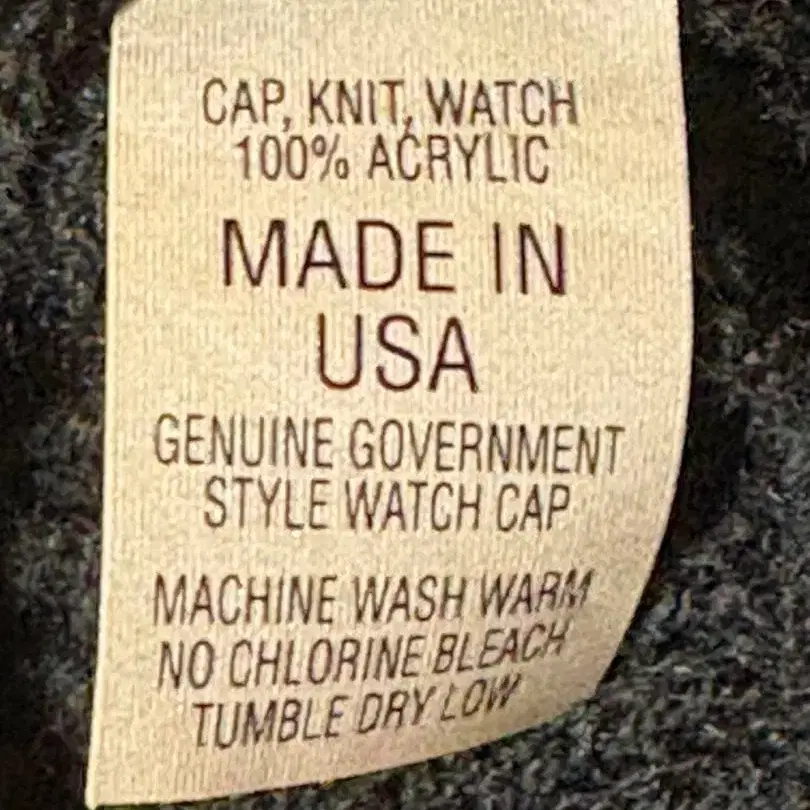 CAP, KNIT, WATCH
100% ACRYLIC
MADE IN
USA
GENUINE GOVERNMENT
STYLE WATCH CAP
MACHINE WASH WARM
NO CHLORINE BLEACH
TUMBLE DRY LOW